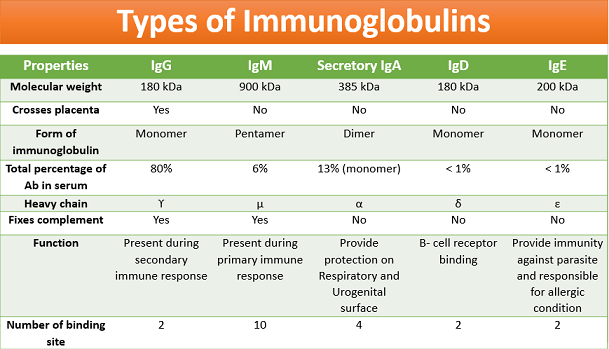 Types of Immunoglobulins
Properties IgG IgM Secretory IgA IgD IgE
Molecular weight 180 kDa 900 kDa 385 kDa 180 kDa 200 kDa
Crosses placenta Yes No No No No
Form of immunoglobulin Monomer Pentamer Dimer Monomer Monomer
Total percentage of Ab in serum 80% 6% 13% (monomer) < 1% < 1%
Heavy chain ϒ μ α δ ε
Fixes complement Yes Yes No No No
Function Present during secondary immune response Present during primary immune response Provide protection on Respiratory and Urogenital surface B- cell receptor binding Provide immunity against parasite and responsible for allergic condition
Number of binding site 2 10 4 2 2